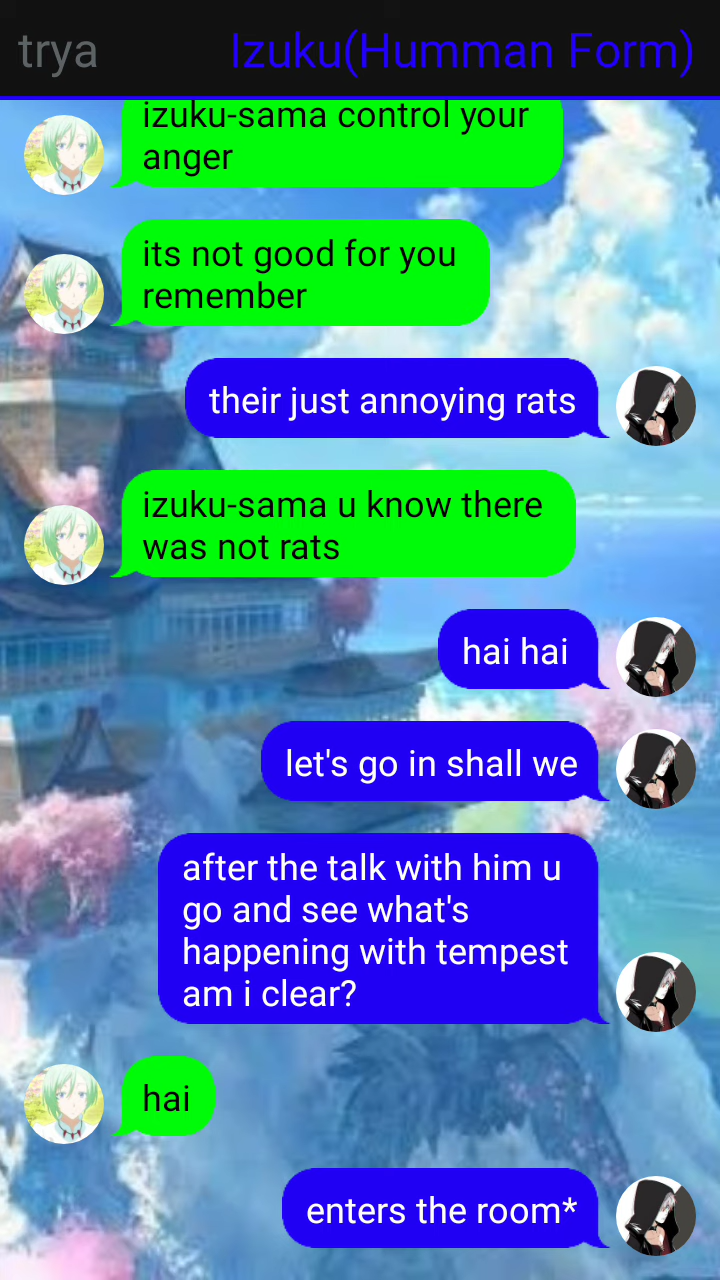 trya
Izuku(Humman Form)
izuku-sama control your
anger
its not good for you
remember
their just annoying rats
izuku-sama u know there
was not rats
hai hai
let's go in shall we
after the talk with him u
go and see what's
happening with tempest
am i clear?
hai
enters the room*